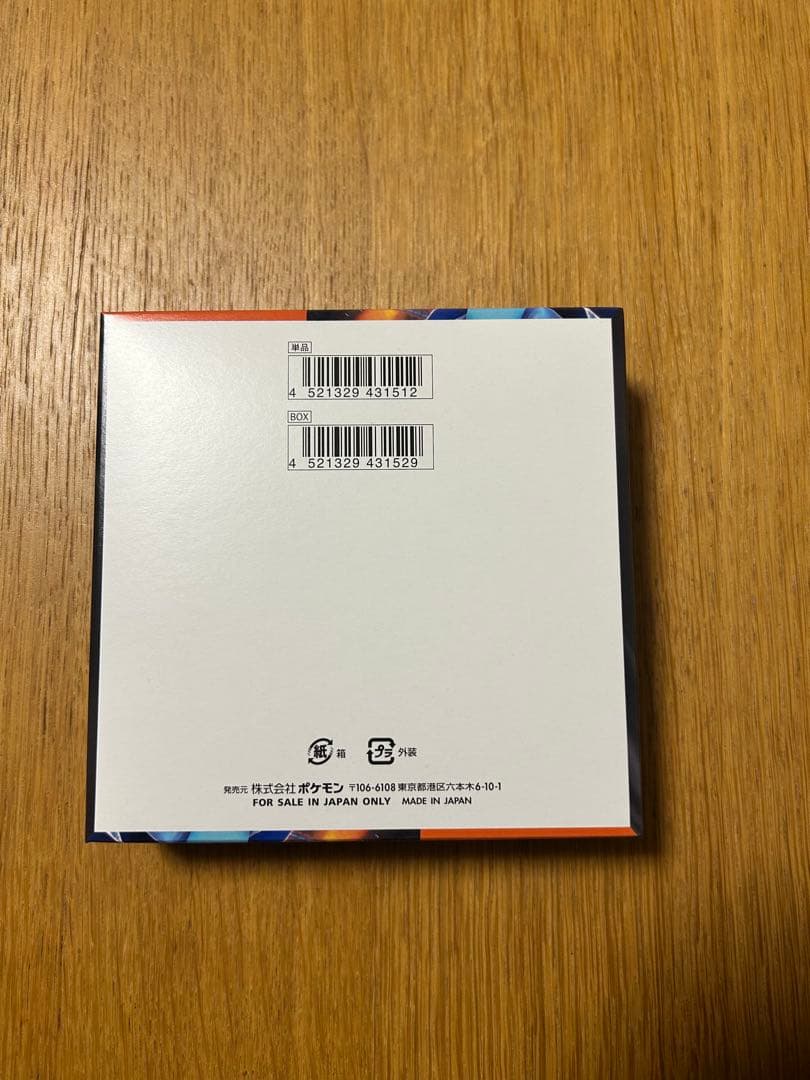 単品
4 521329 431512
BOX
4 521329 431529
紙 箱 プラ 外装
発売元 株式会社ポケモン 〒106-6108 東京都港区六本木6-10-1
FOR SALE IN JAPAN ONLY MADE IN JAPAN